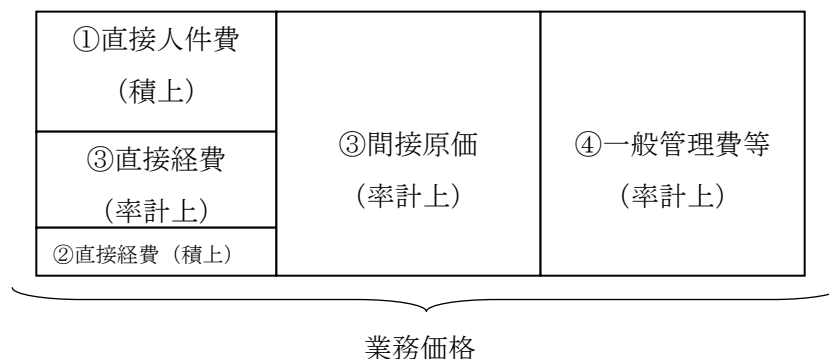 ①直接人件費
（積上）
③直接経費
（率計上）
②直接経費（積上）
③間接原価
（率計上）
④一般管理費等
（率計上）
業務価格